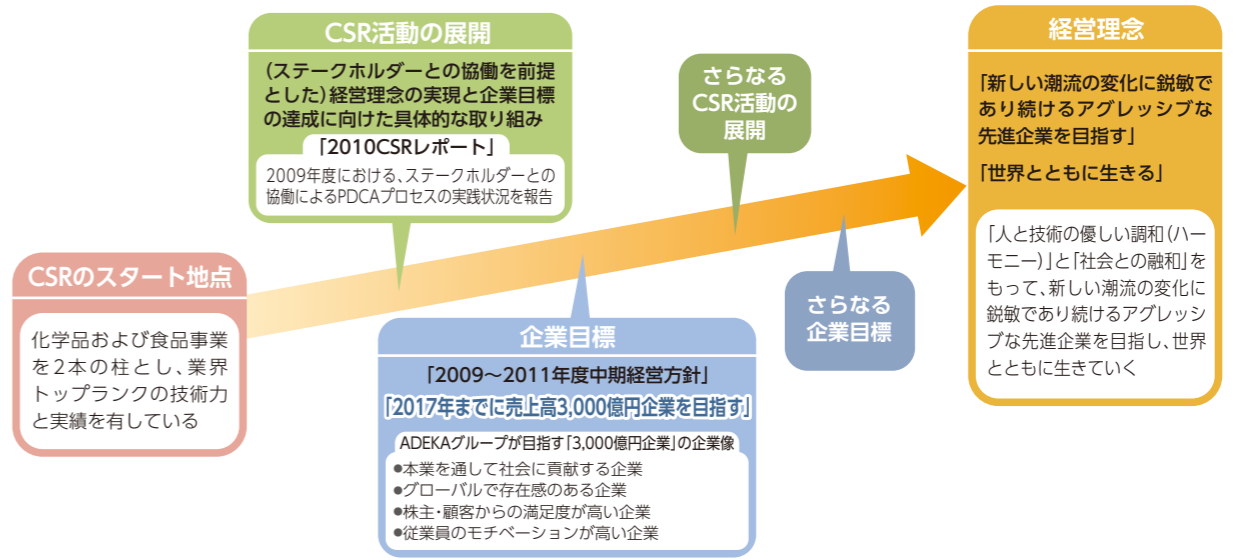 CSRのスタート地点
化学品および食品事業
を2本の柱とし、業界
トップランクの技術力
と実績を有している
CSR活動の展開
(ステークホルダーとの協働を前提
とした)経営理念の実現と企業目標
の達成に向けた具体的な取り組み
「2010CSRレポート」
2009年度における、ステークホルダーとの
協働によるPDCAプロセスの実践状況を報告
企業目標
「2009〜2011年度中期経営方針」
「2017年までに売上高3,000億円企業を目指す」
ADEKAグループが目指す「3,000億円企業」の企業像
●本業を通して社会に貢献する企業
●グローバルで存在感のある企業
●株主・顧客からの満足度が高い企業
●従業員のモチベーションが高い企業
さらなる
CSR活動の
展開
さらなる
企業目標
経営理念
「新しい潮流の変化に鋭敏で
あり続けるアグレッシブな
先進企業を目指す」
「世界とともに生きる」
「人と技術の優しい調和(ハー
モニー)」と「社会との融和」を
もって、新しい潮流の変化に
鋭敏であり続けるアグレッシ
ブな先進企業を目指し、世界
とともに生きていく